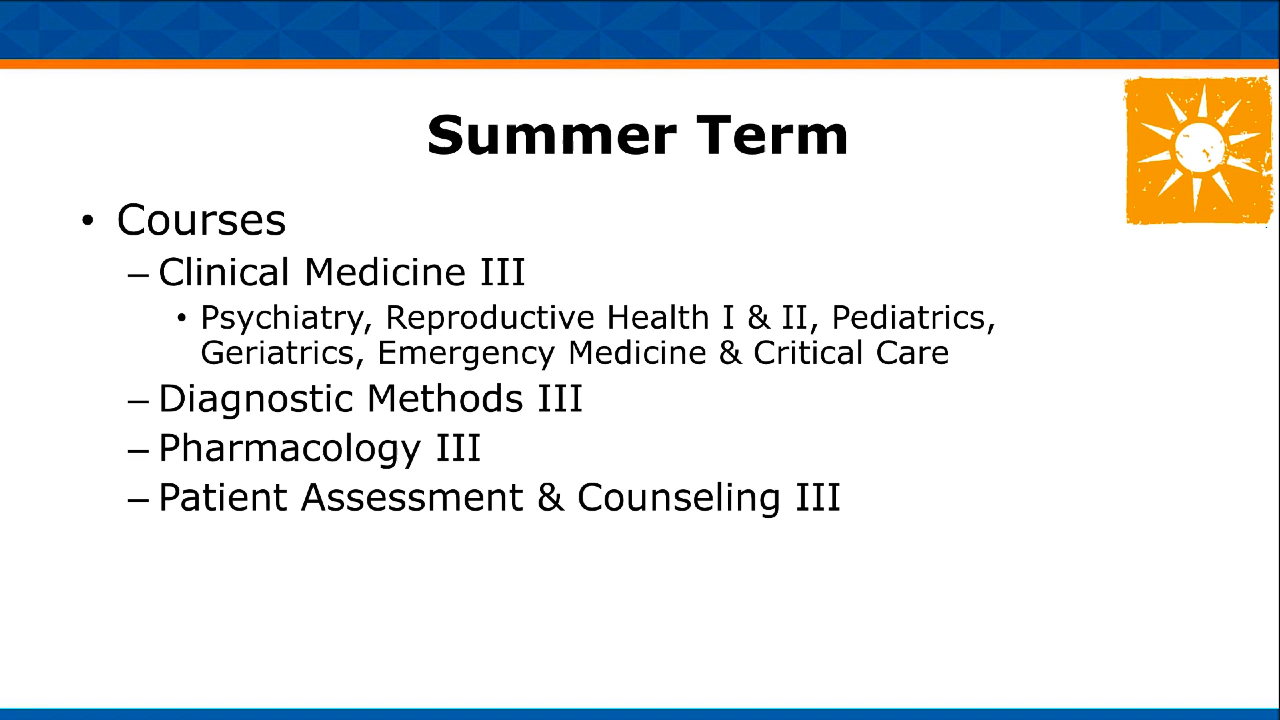 Summer Term
• Courses
– Clinical Medicine III
• Psychiatry, Reproductive Health I & II, Pediatrics,
Geriatrics, Emergency Medicine & Critical Care
– Diagnostic Methods III
– Pharmacology III
– Patient Assessment & Counseling III